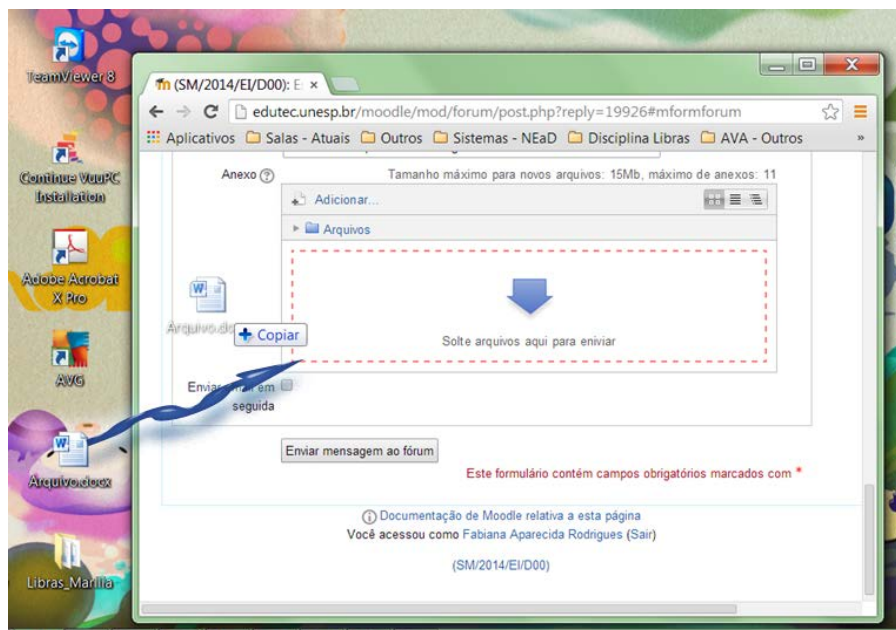 TeamViewer 8
Continue VuuPC
Installation
Adobe Acrobat
X Pro
AVG
Arquivo.docx
Libras_Marília
(SM/2014/EI/D00): E
edutec.unesp.br/moodle/mod/forum/post.php?reply=19926#mformforum
Aplicativos Salas - Atuais Outros Sistemas - NEaD Disciplina Libras AVA - Outros »
Anexo Tamanho máximo para novos arquivos: 15Mb, máximo de anexos: 11
Adicionar...
Arquivos
Copiar
Solte arquivos aqui para eniviar
Enviar em
seguida
Enviar mensagem ao fórum
Este formulário contém campos obrigatórios marcados com *
Documentação de Moodle relativa a esta página
Você acessou como Fabiana Aparecida Rodrigues (Sair)
(SM/2014/EI/D00)